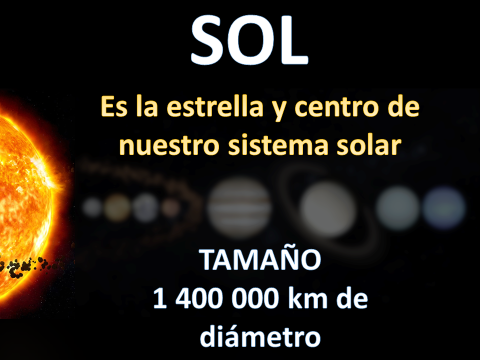 SOL
Es la estrella y centro de
nuestro sistema solar
TAMAÑO
1 400 000 km de
diámetro